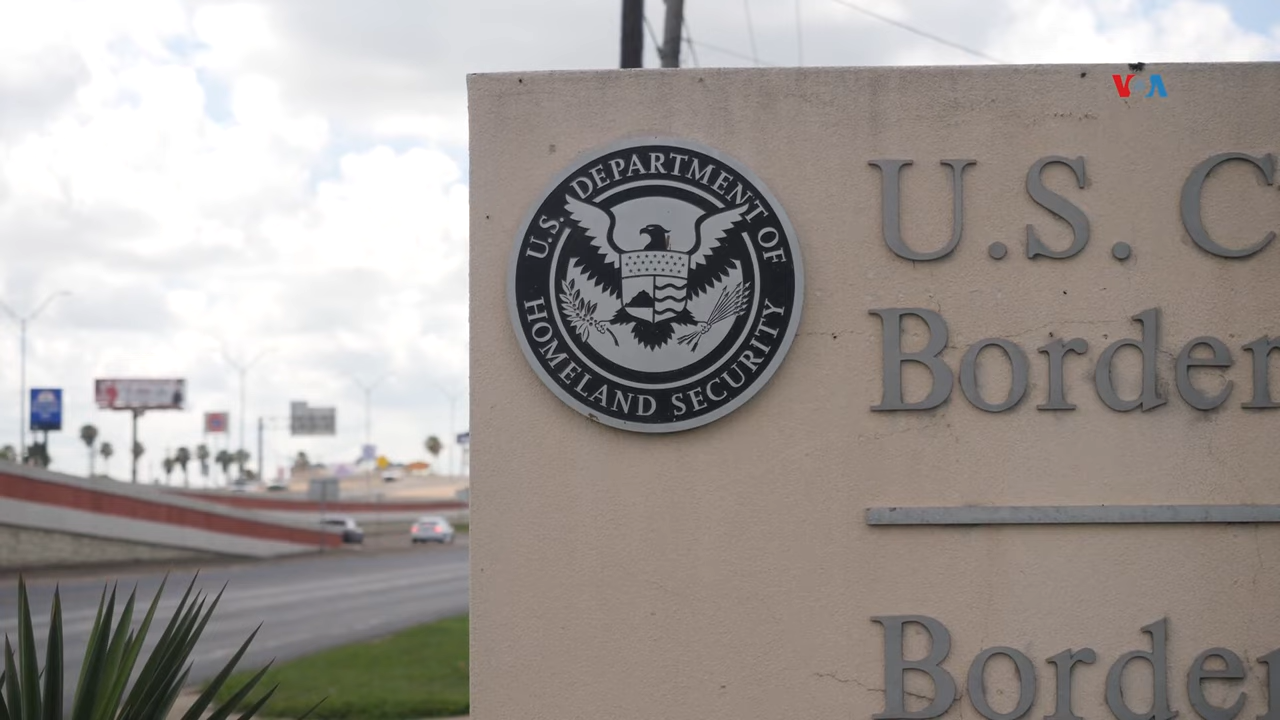 VOA
U.S. DEPARTMENT OF
HOMELAND SECURITY
U.S. C
Border
Border